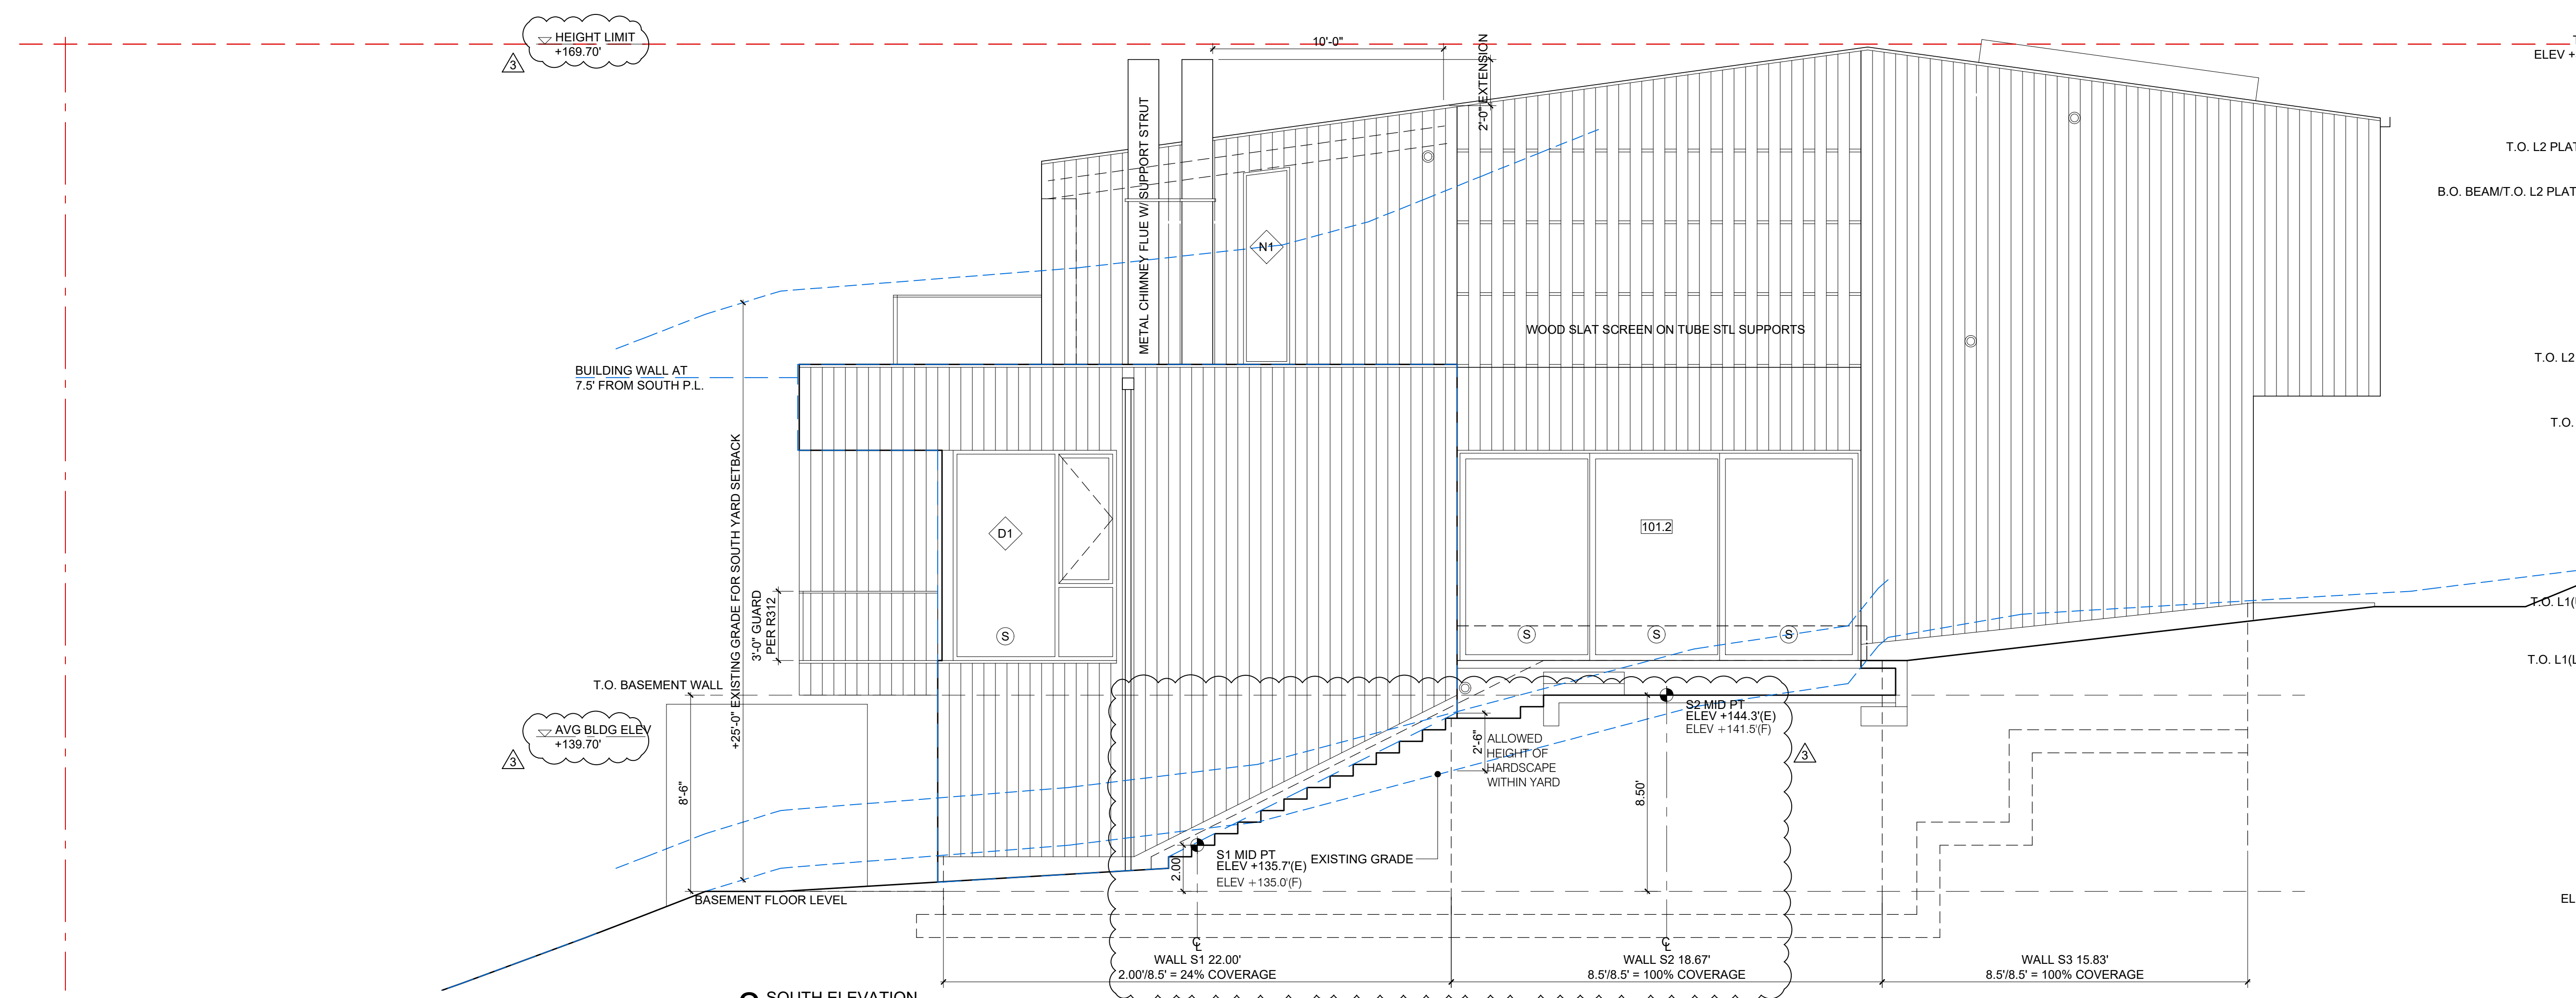 HEIGHT LIMIT
+169.70'
3
10'-0"
2'-0" EXTENSION
METAL CHIMNEY FLUE W/ SUPPORT STRUT
N1
WOOD SLAT SCREEN ON TUBE STL SUPPORTS
ELEV +
T.O. L2 PLAT
B.O. BEAM/T.O. L2 PLAT
T.O. L2
T.O.
T.O. L1(
T.O. L1(L
EL
BUILDING WALL AT
7.5' FROM SOUTH P.L.
+25'-0" EXISTING GRADE FOR SOUTH YARD SETBACK
3'-0" GUARD
PER R312
D1
S
101.2
S
S
S
T.O. BASEMENT WALL
AVG BLDG ELEV
+139.70'
3
8'-6"
S2 MID PT
ELEV +144.3'(E)
ELEV +141.5'(F)
2'-6"
ALLOWED
HEIGHT OF
HARDSCAPE
WITHIN YARD
3
8.50'
2.00'
S1 MID PT
ELEV +135.7'(E)
ELEV +135.0'(F)
EXISTING GRADE
BASEMENT FLOOR LEVEL
CL
CL
WALL S1 22.00'
2.00'/8.5' = 24% COVERAGE
WALL S2 18.67'
8.5'/8.5' = 100% COVERAGE
WALL S3 15.83'
8.5'/8.5' = 100% COVERAGE
SOUTH ELEVATION